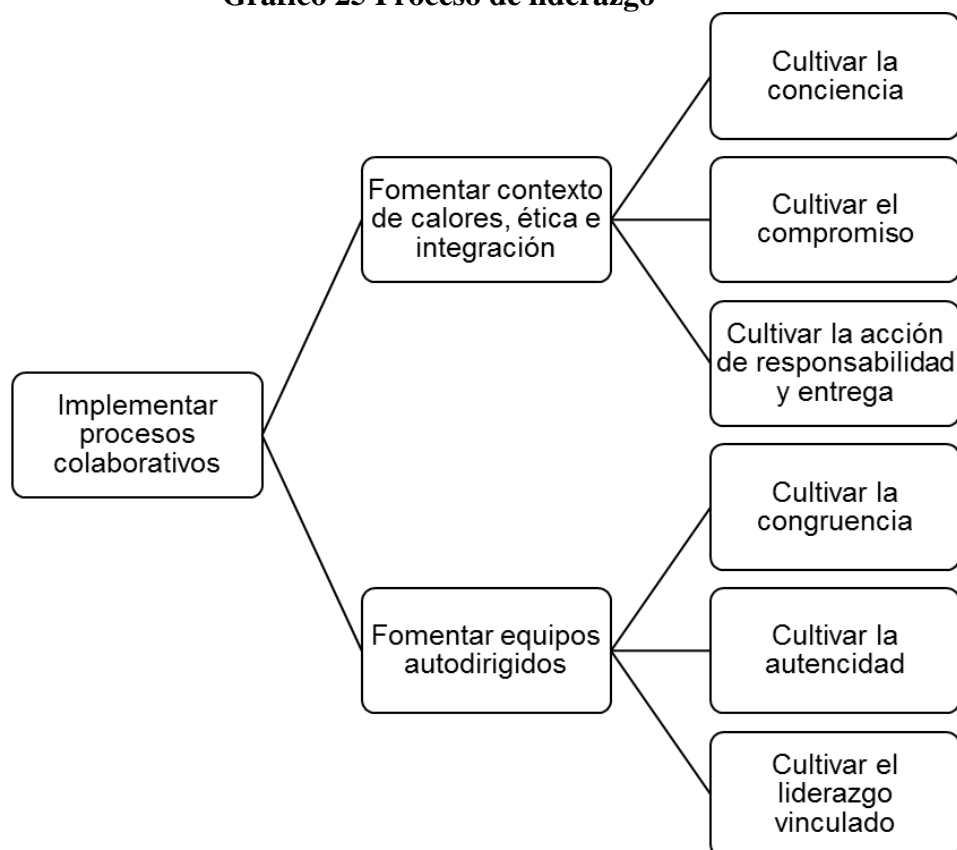 Gráfico 25 Proceso de liderazgo
Implementar
procesos
colaborativos
Fomentar contexto
de calores, ética e
integración
Cultivar la
conciencia
Cultivar el
compromiso
Cultivar la acción
de responsabilidad
y entrega
Fomentar equipos
autodirigidos
Cultivar la
congruencia
Cultivar la
autencidad
Cultivar el
liderazgo
vinculado